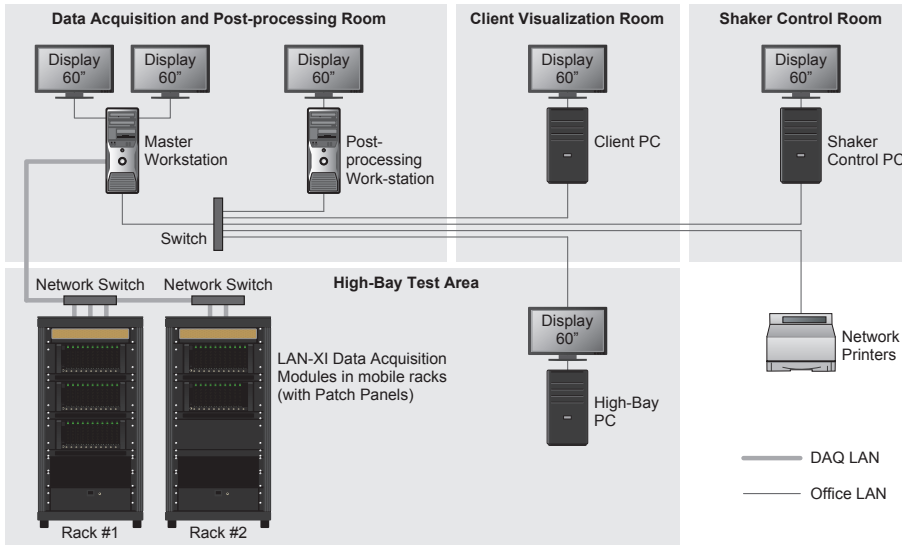 Data Acquisition and Post-processing Room
Client Visualization Room
Shaker Control Room
Display
60”
Display
60”
Display
60”
Display
60”
Display
60”
Master
Workstation
Post-
processing
Work-station
Client PC
Shaker
Control PC
Switch
Network Switch
Network Switch
High-Bay Test Area
LAN-XI Data Acquisition
Modules in mobile racks
(with Patch Panels)
Display
60”
High-Bay
PC
Network
Printers
DAQ LAN
Office LAN
Rack #1
Rack #2